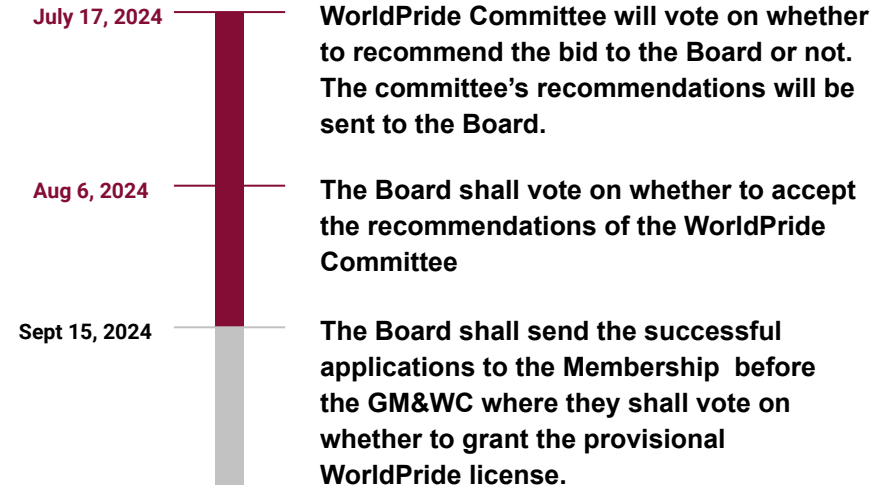 July 17, 2024
WorldPride Committee will vote on whether
to recommend the bid to the Board or not.
The committee’s recommendations will be
sent to the Board.
Aug 6, 2024
The Board shall vote on whether to accept
the recommendations of the WorldPride
Committee
Sept 15, 2024
The Board shall send the successful
applications to the Membership  before
the GM&WC where they shall vote on
whether to grant the provisional
WorldPride license.